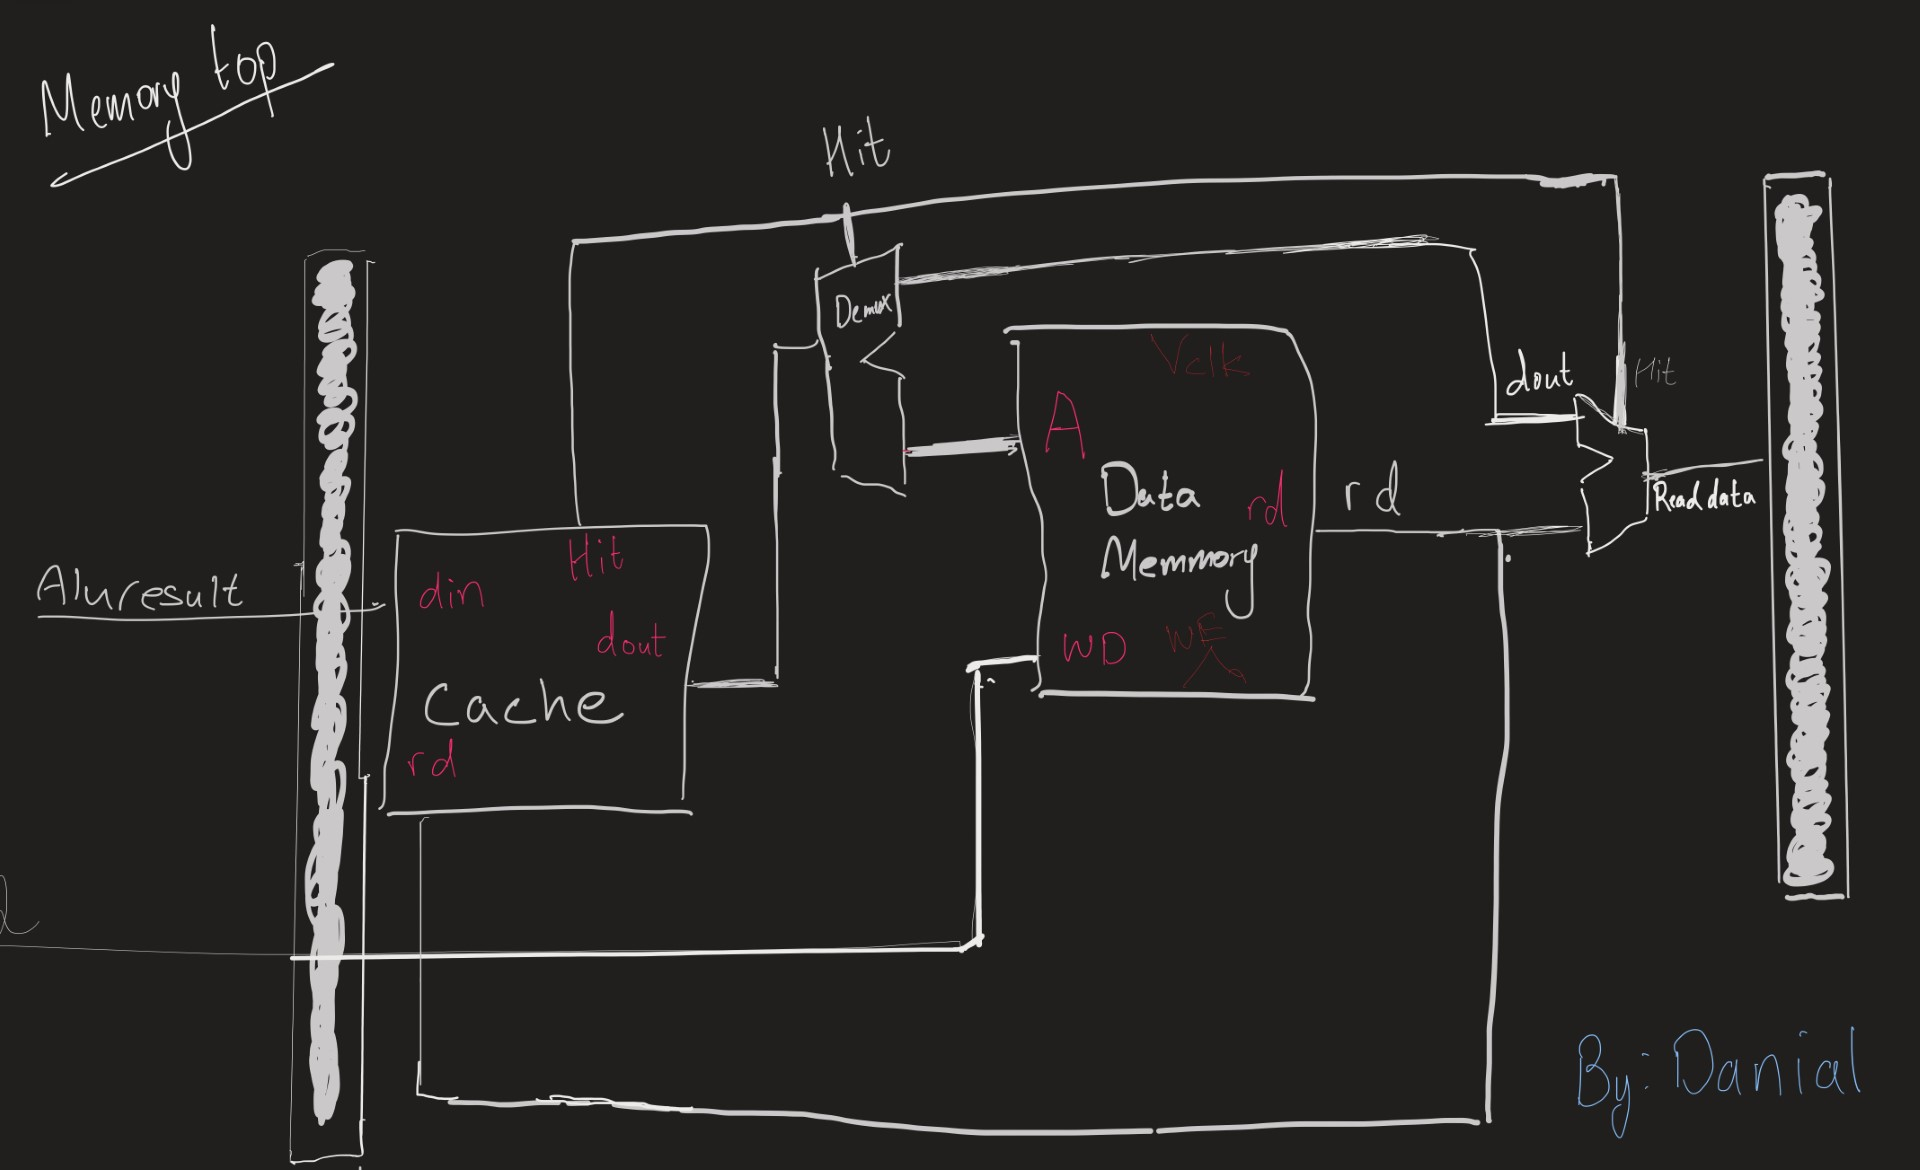 Memory top
Hit
Demux
Vclk
dout
Hit
A
Data
rd
rd
Read data
Memmory
Hit
din
Aluresult
dout
WD
WE
Cache
rd
By: Danial